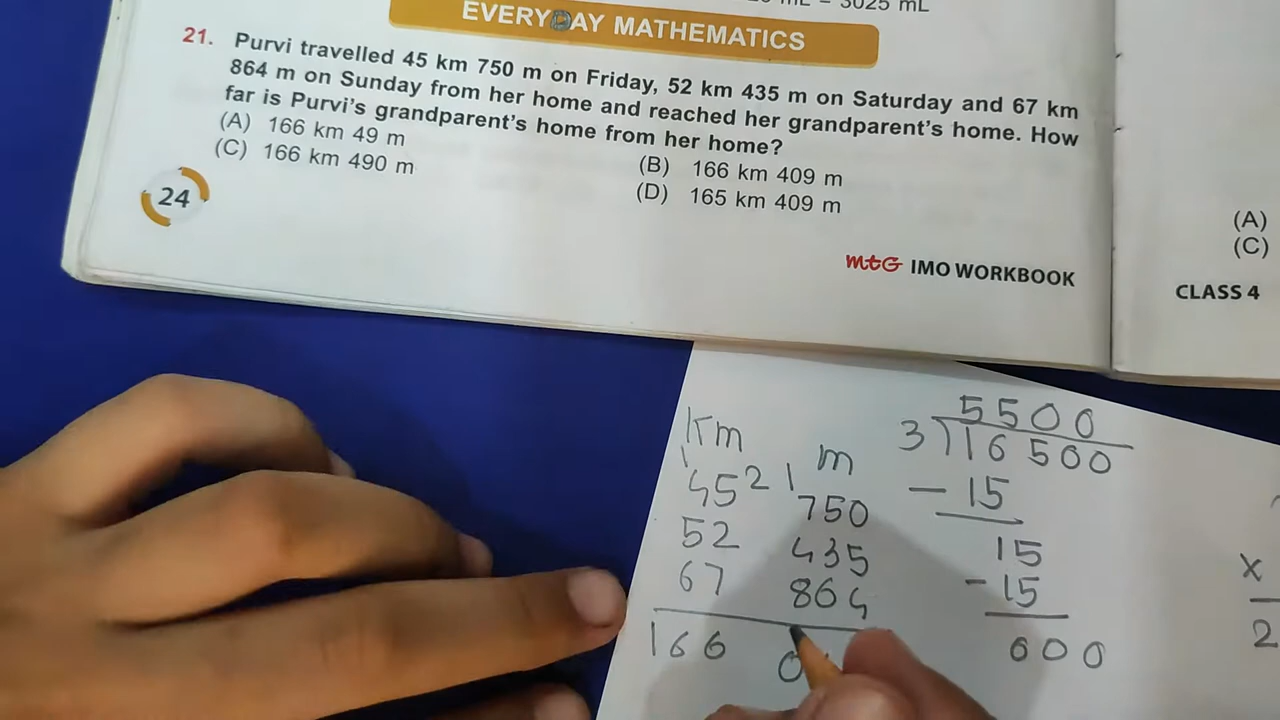 = 3025 mL
EVERYDAY MATHEMATICS
21. Purvi travelled 45 km 750 m on Friday, 52 km 435 m on Saturday and 67 km
864 m on Sunday from her home and reached her grandparent's home. How
far is Purvi's grandparent's home from her home?
(A) 166 km 49 m
(B) 166 km 409 m
(C) 166 km 490 m
(D) 165 km 409 m
24
mtG IMO WORKBOOK
(A)
(C)
CLASS 4
Km m
1 2 1
45 750
52 435
67 864
166 0
5500
3)16500
- 15
15
- 15
000
x
2